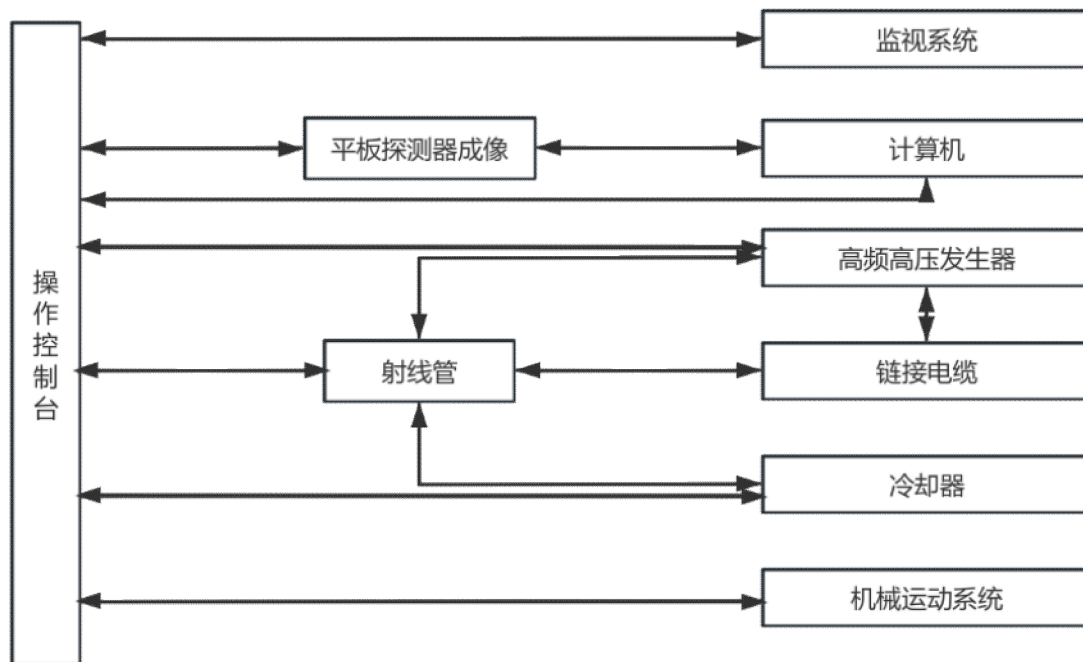 监视系统
平板探测器成像
计算机
高频高压发生器
操作控制台
射线管
链接电缆
冷却器
机械运动系统